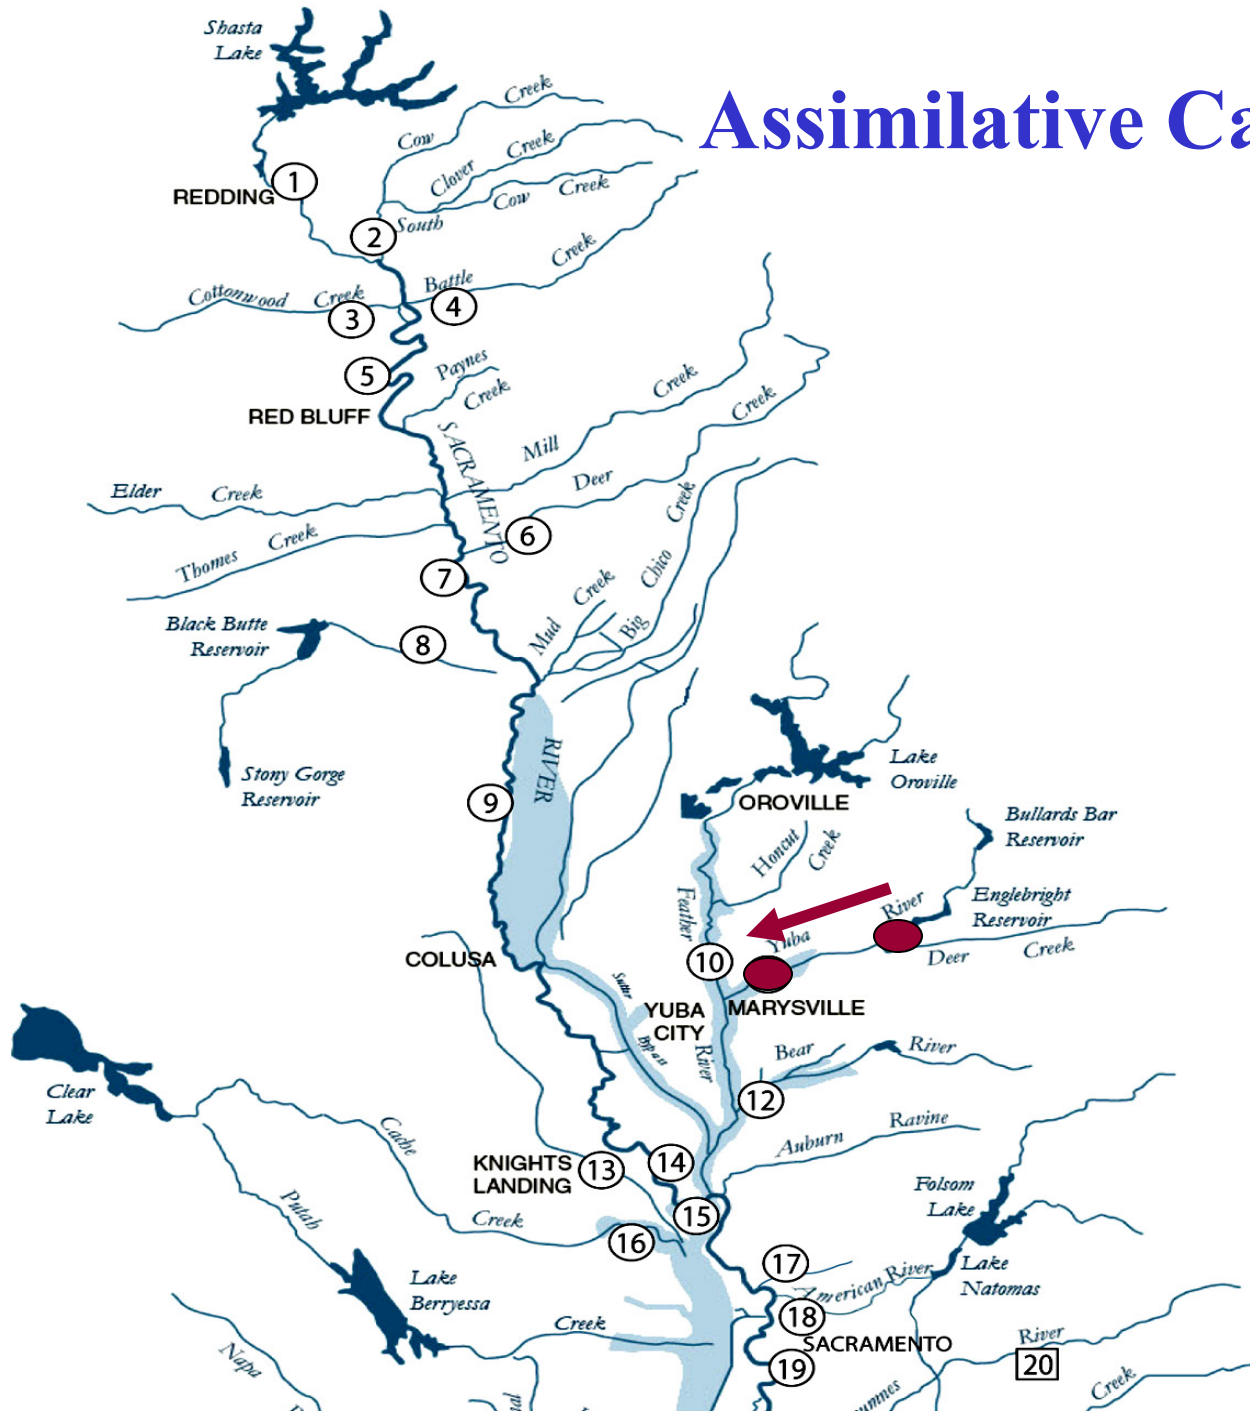 Assimilative Ca
Shasta
Lake
Creek
Cow
Clover
Creek
REDDING
1
Cow
Creek
2
South
Creek
Cottonwood
Creek
Battle
3
4
5
Paynes
Creek
RED BLUFF
Creek
Creek
SACRAMENTO
Mill
Deer
Elder
Creek
Creek
6
Thomes
Creek
7
Chico
Creek
Black Butte
Reservoir
8
Mud
Big
RIVER
Lake
Oroville
Stony Gorge
Reservoir
9
OROVILLE
Bullards Bar
Reservoir
Honcut
Creek
Feather
River
Englebright
Reservoir
Yuba
COLUSA
10
Deer
Creek
Sutter
YUBA
CITY
MARYSVILLE
Bypass
River
Bear
River
Clear
Lake
12
Cache
Auburn
Ravine
KNIGHTS
LANDING
13
14
Folsom
Lake
Putah
Creek
15
16
17
American River
Lake
Natomas
Lake
Berryessa
Creek
18
SACRAMENTO
River
Napa
19
20
umnes
Creek